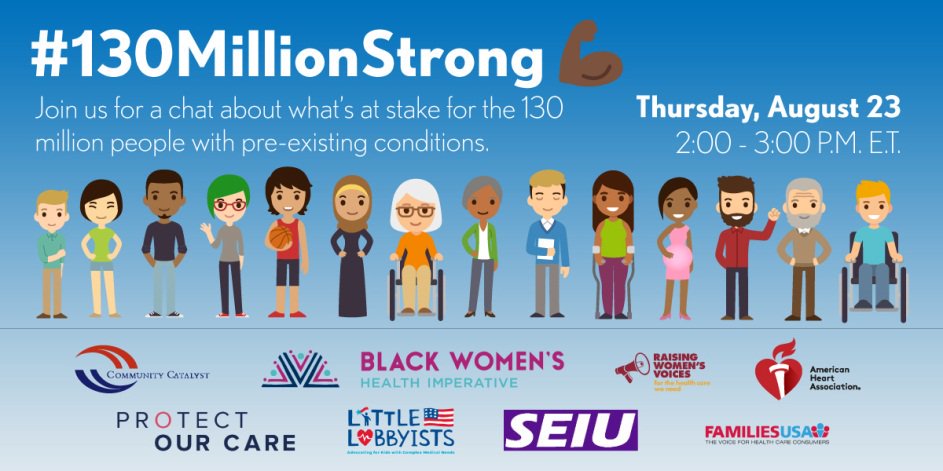 #130MillionStrong
Join us for a chat about what's at stake for the 130
million people with pre-existing conditions.
Thursday, August 23
2:00 - 3:00 P.M. E.T.
COMMUNITY CATALYST
BLACK WOMEN'S
HEALTH IMPERATIVE
RAISING
WOMEN'S
VOICES
for the health care
we need
American
Heart
Association.
PROTECT
OUR CARE
LITTLE
LOBBYISTS
Advocating for Kids with Complex Medical Needs
SEIU
FAMILIESUSA
THE VOICE FOR HEALTH CARE CONSUMERS